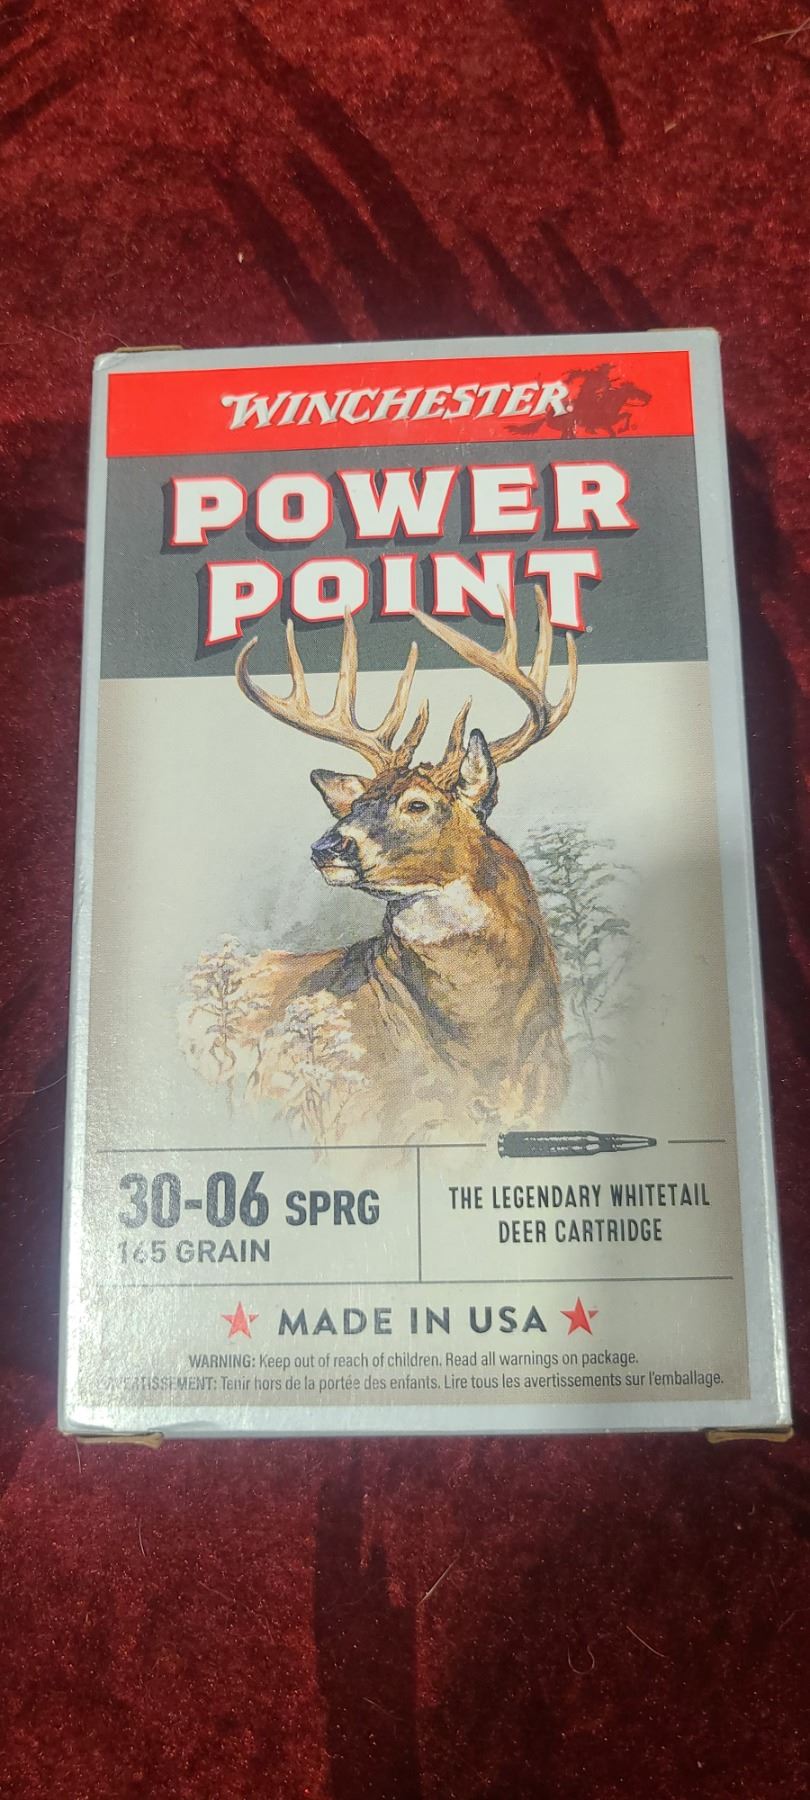 WINCHESTER
POWER
POINT
30-06 SPRG
165 GRAIN
THE LEGENDARY WHITETAIL
DEER CARTRIDGE
MADE IN USA
WARNING: Keep out of reach of children. Read all warnings on package.
AVERTISSEMENT: Tenir hors de la portée des enfants. Lire tous les avertissements sur l'emballage.